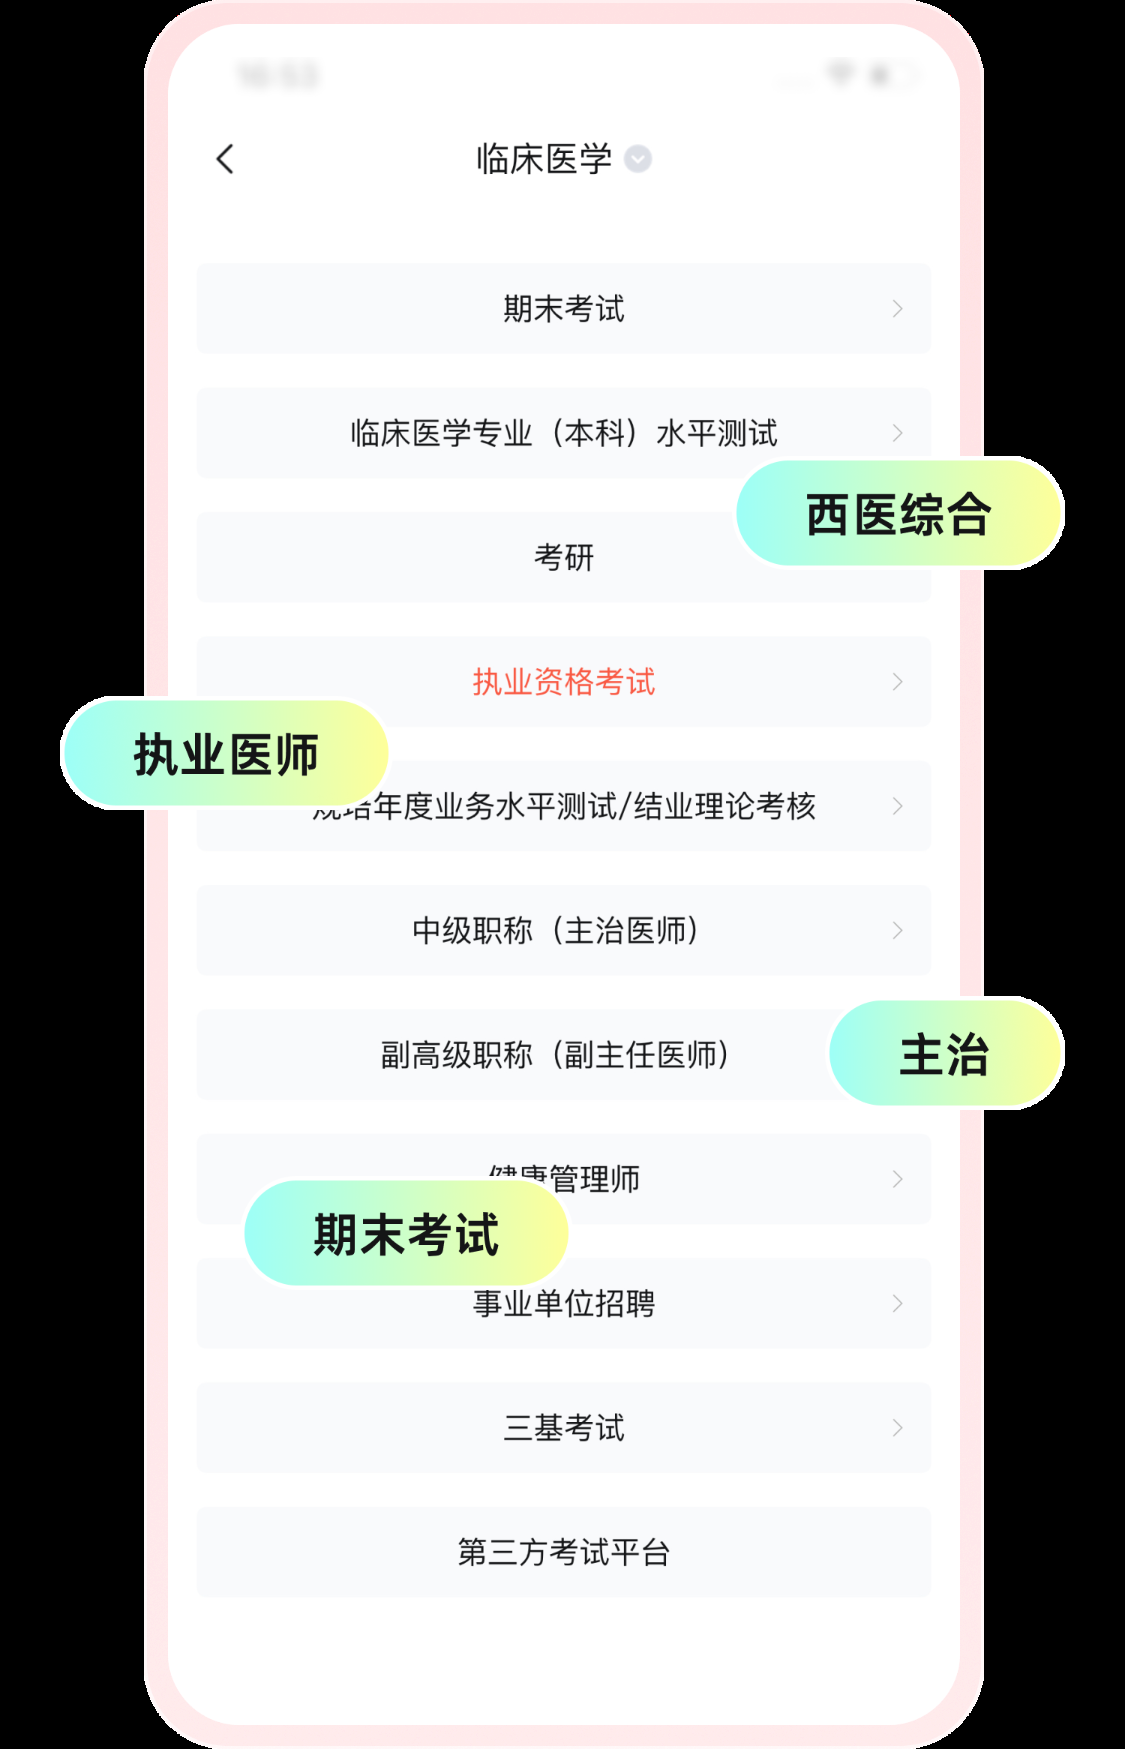 临床医学
期末考试
临床医学专业（本科）水平测试
西医综合
考研
执业资格考试
执业医师
规培年度业务水平测试/结业理论考核
中级职称（主治医师）
副高级职称（副主任医师）
主治
健康管理师
期末考试
事业单位招聘
三基考试
第三方考试平台